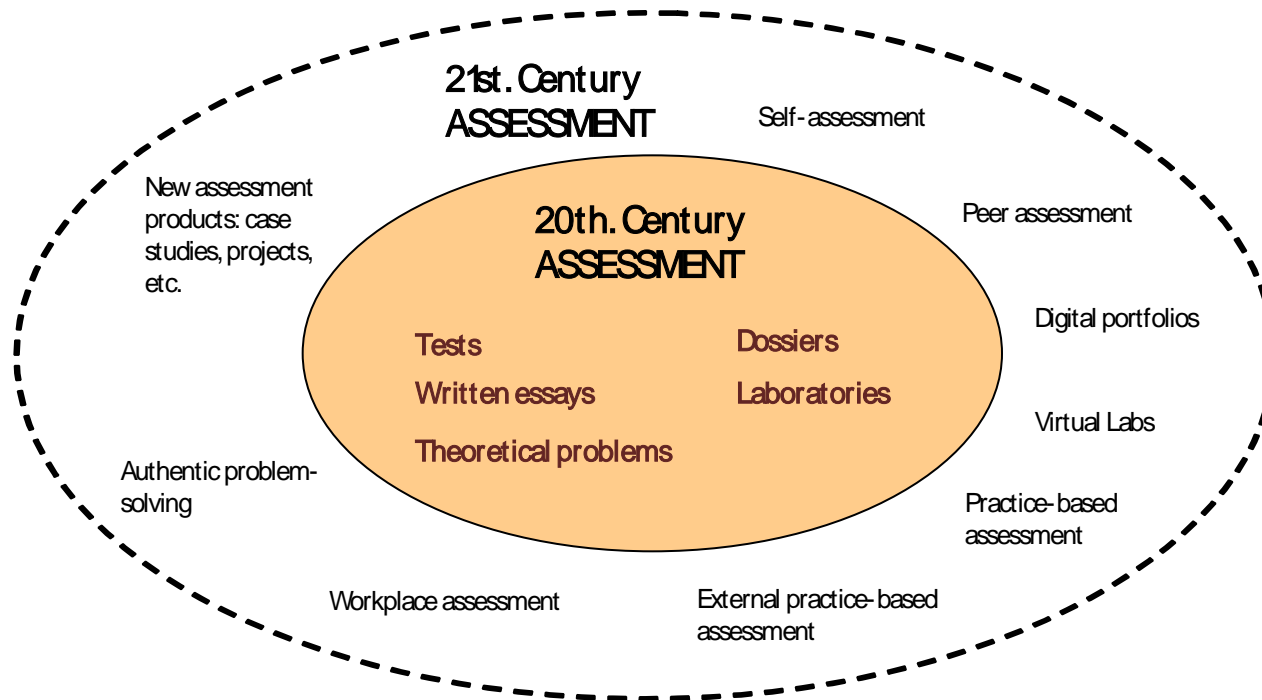 21st. Century
ASSESSMENT
Self-assessment
New assessment
products: case
studies, projects,
etc.
20th. Century
ASSESSMENT
Peer assessment
Digital portfolios
Tests
Dossiers
Written essays
Laboratories
Theoretical problems
Virtual Labs
Authentic problem-
solving
Practice-based
assessment
Workplace assessment
External practice-based
assessment